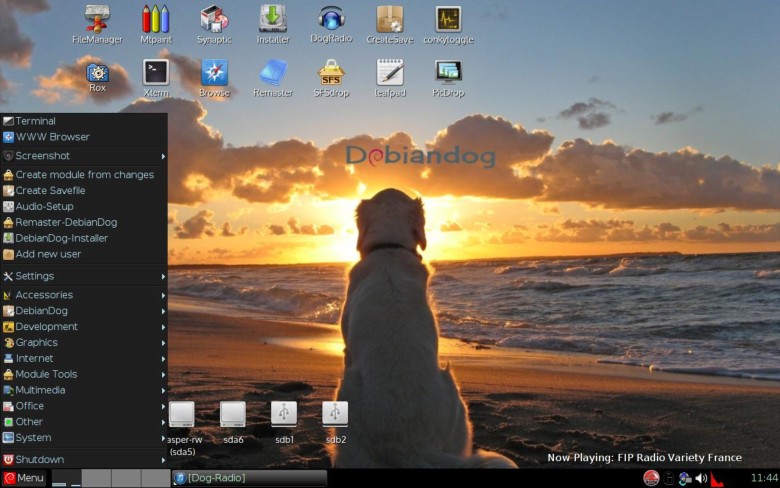 FileManager Mtpaint Synaptic Installer DogRadio CreateSave conkytoggle
Rox Xterm Browse Remaster SFSdrop leafpad PicDrop
SFS
Debiandog
Terminal
WWW Browser
Screenshot
Create module from changes
Create Savefile
Audio-Setup
Remaster-DebianDog
DebianDog-Installer
Add new user
Settings
Accessories
DebianDog
Development
Graphics
Internet
Module Tools
Multimedia
Office
Other
System
Shutdown
asper-rw
(sda5)
sda6 sdb1 sdb2
Now Playing: FIP Radio Variety France
Menu [Dog-Radio] 11:44